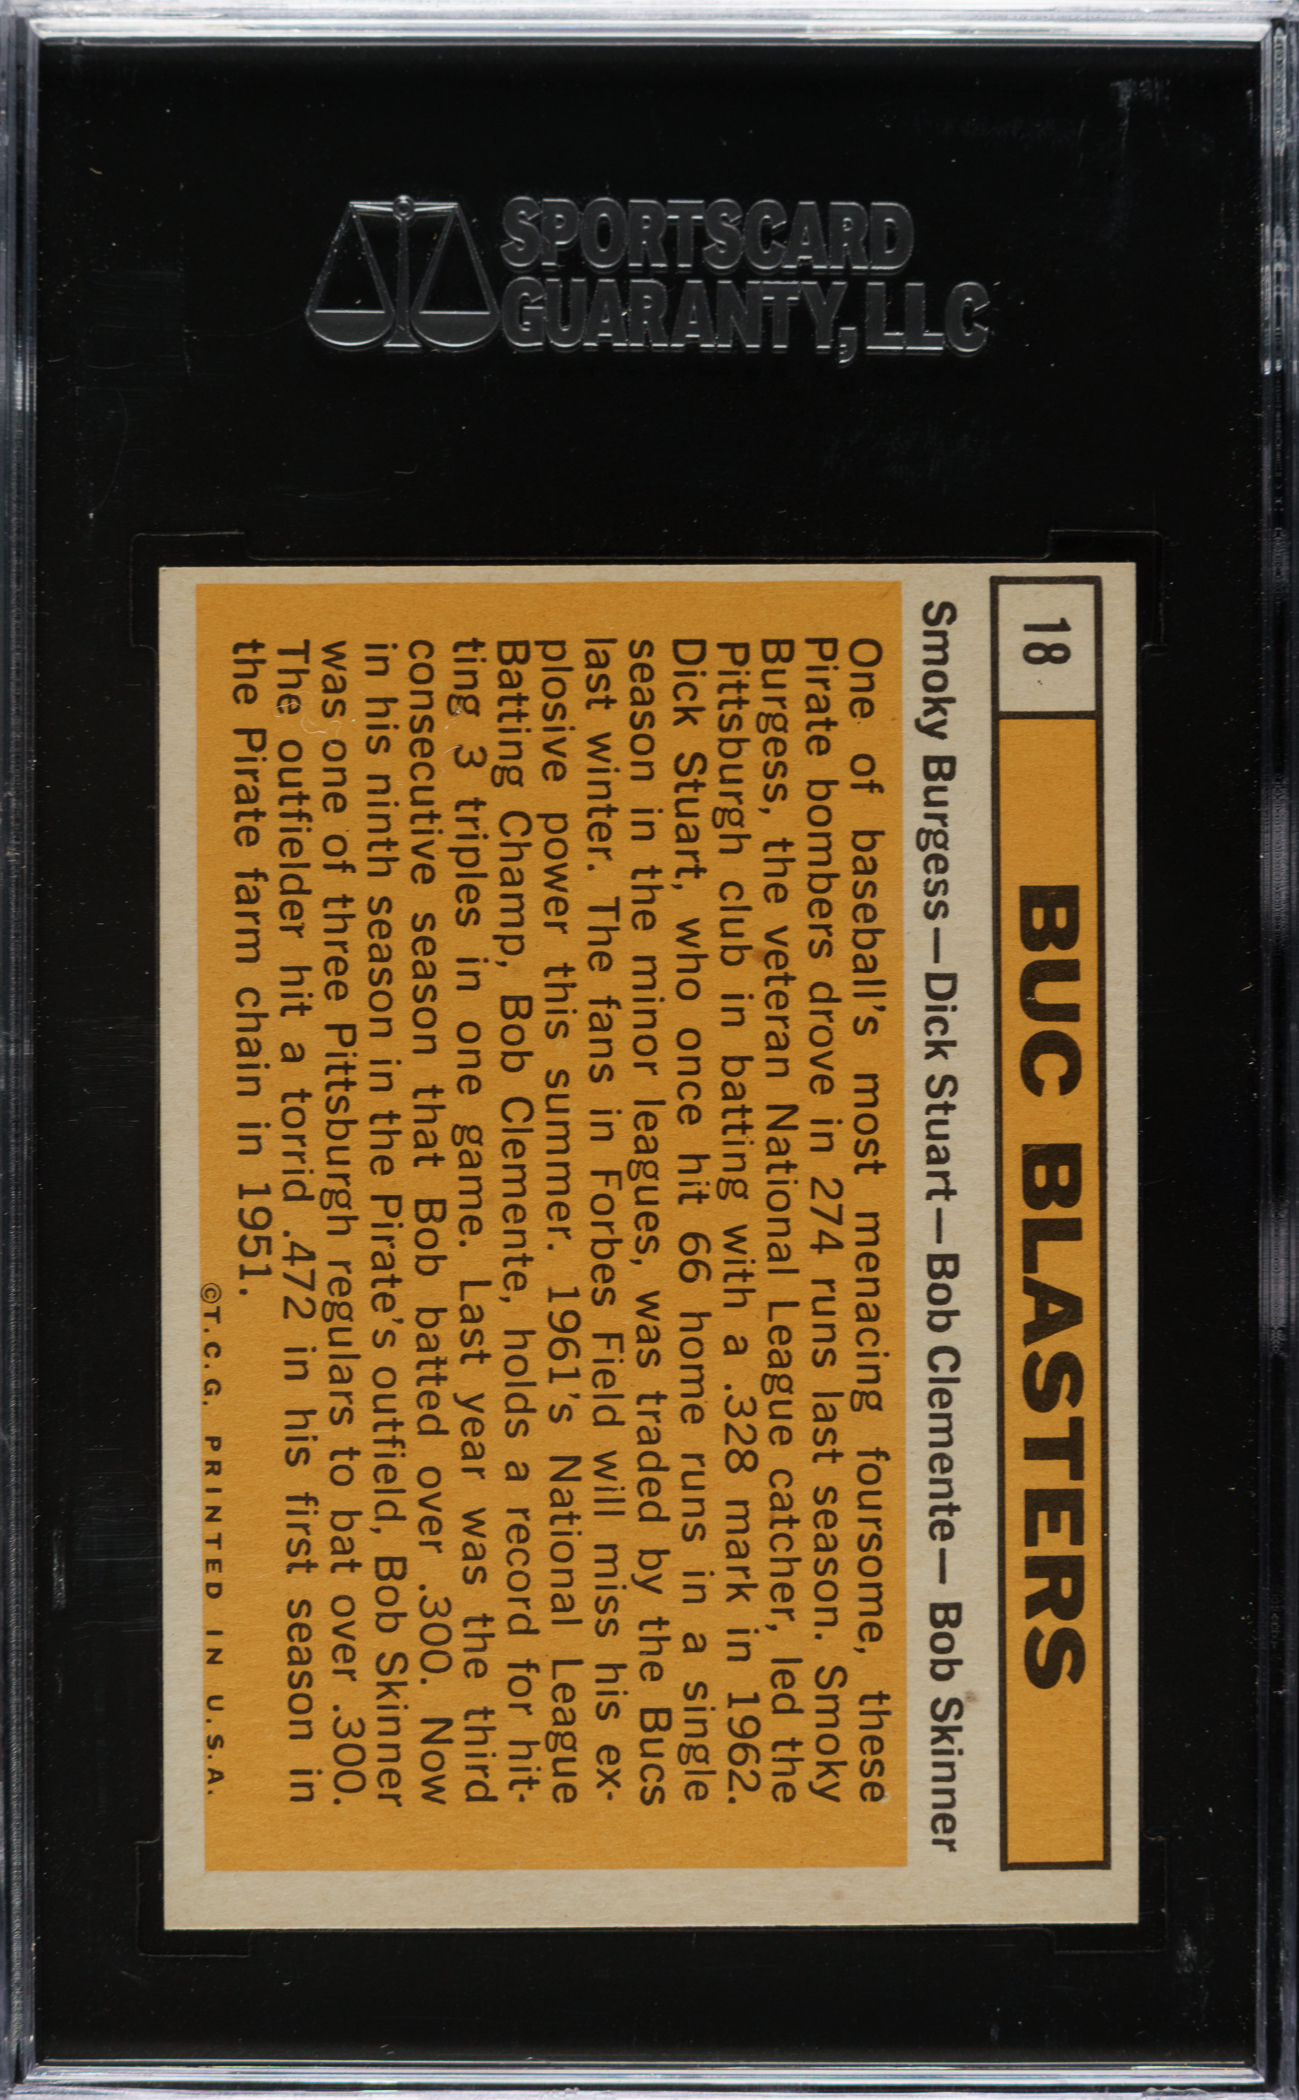 SPORTSCARD
GUARANTY, LLC
18
BUC BLASTERS
Smoky Burgess—Dick Stuart—Bob Clemente— Bob Skinner
One of baseball's most menacing foursome, these
Pirate bombers drove in 274 runs last season. Smoky
Burgess, the veteran National League catcher, led the
Pittsburgh club in batting with a .328 mark in 1962.
Dick Stuart, who once hit 66 home runs in a single
season in the minor leagues, was traded by the Bucs
last winter. The fans in Forbes Field will miss his ex-
plosive power this summer. 1961's National League
Batting Champ, Bob Clemente, holds a record for hit-
ting 3 triples in one game. Last year was the third
consecutive season that Bob batted over .300. Now
in his ninth season in the Pirate's outfield, Bob Skinner
was one of three Pittsburgh regulars to bat over .300.
The outfielder hit a torrid .472 in his first season in
the Pirate farm chain in 1951.
©T.C.G. PRINTED IN U.S.A.